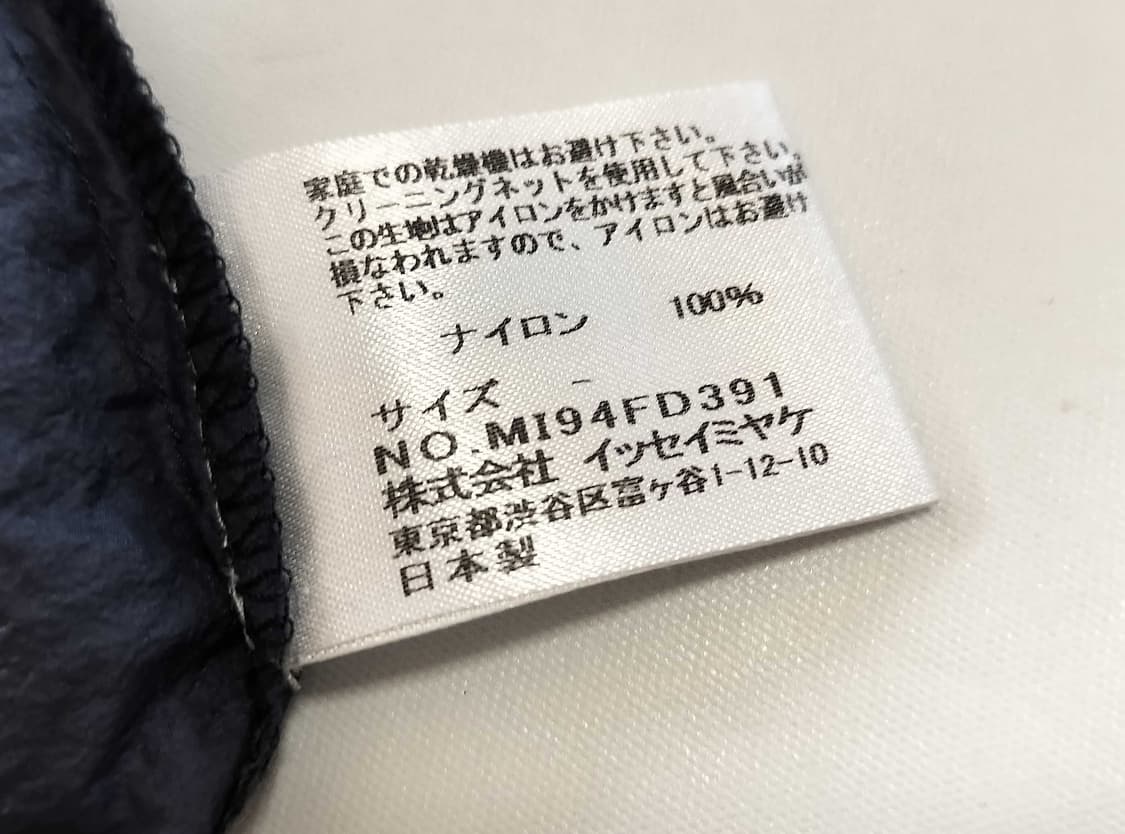 家庭での乾燥機はお避け下さい。
クリーニングネットを使用して下さい。
この生地はアイロンをかけますと風合いが
損なわれますので、アイロンはお避け
下さい。
ナイロン 100%
サイズ -
NO.MI94FD391
株式会社 イッセイミヤケ
東京都渋谷区富ヶ谷1-12-10
日本製